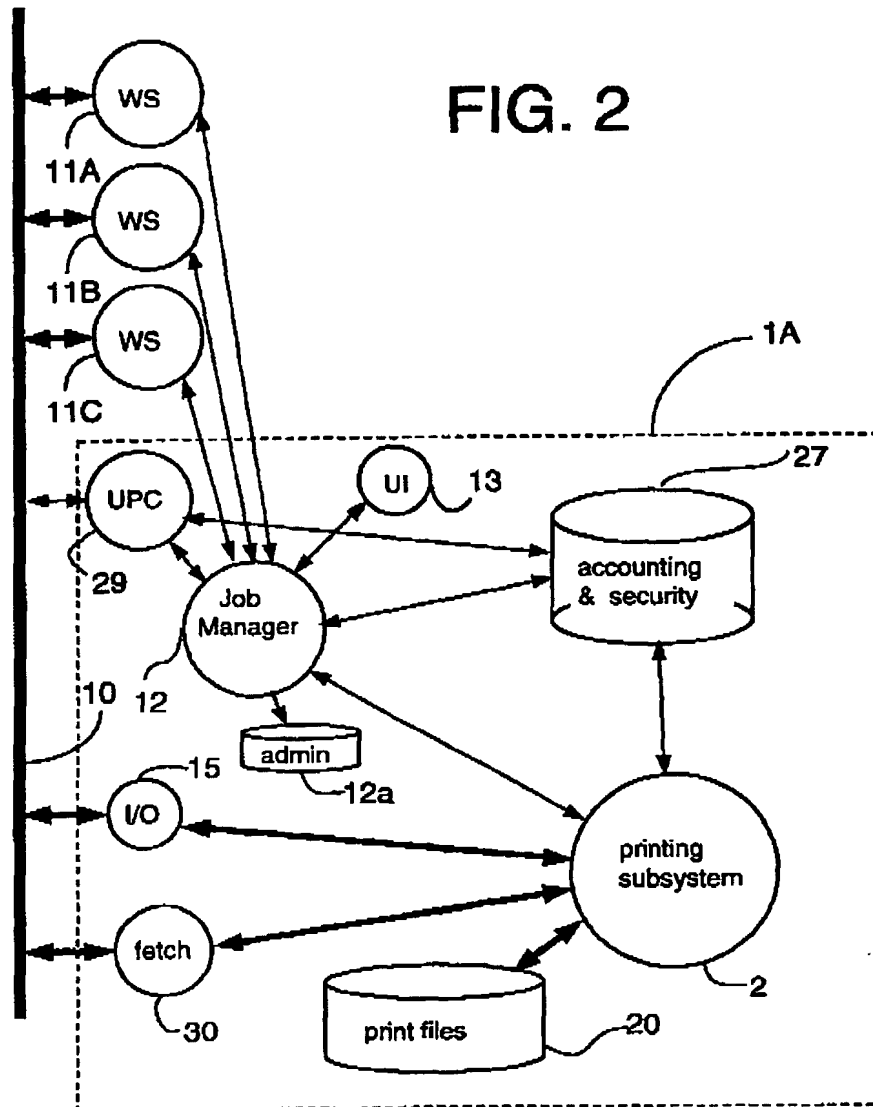 FIG. 2
WS
11A
WS
11B
WS
11C
1A
27
UPC
UI
13
29
accounting
& security
Job
Manager
10
12
admin
15
12a
I/O
printing
subsystem
fetch
2
30
print files
20